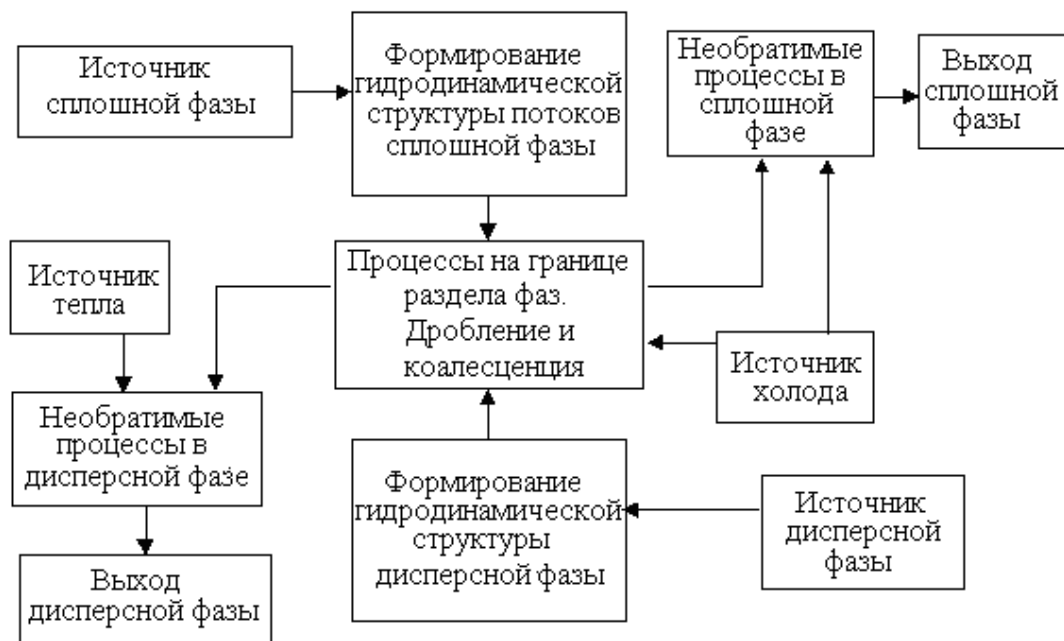 Источник
сплошной фазы
Формирование
гидродинамической
структуры потоков
сплошной фазы
Необратимые
процессы в
сплошной
фазе
Выход
сплошной
фазы
Источник
тепла
Процессы на границе
раздела фаз.
Дробление и
коалесценция
Источник
холода
Необратимые
процессы в
дисперсной фазе
Формирование
гидродинамической
структуры
дисперсной фазы
Источник
дисперсной
фазы
Выход
дисперсной фазы